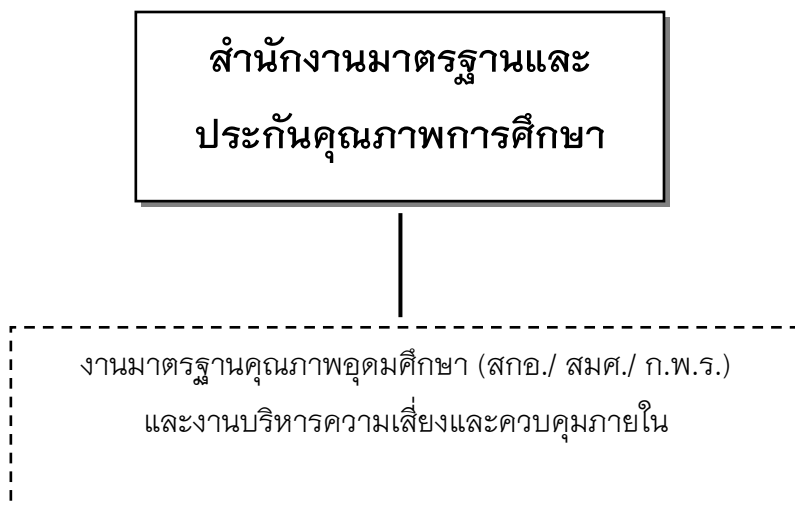 สำนักงานมาตรฐานและ
ประกันคุณภาพการศึกษา
งานมาตรฐานคุณภาพอุดมศึกษา (สกอ./ สมศ./ ก.พ.ร.)
และงานบริหารความเสี่ยงและควบคุมภายใน